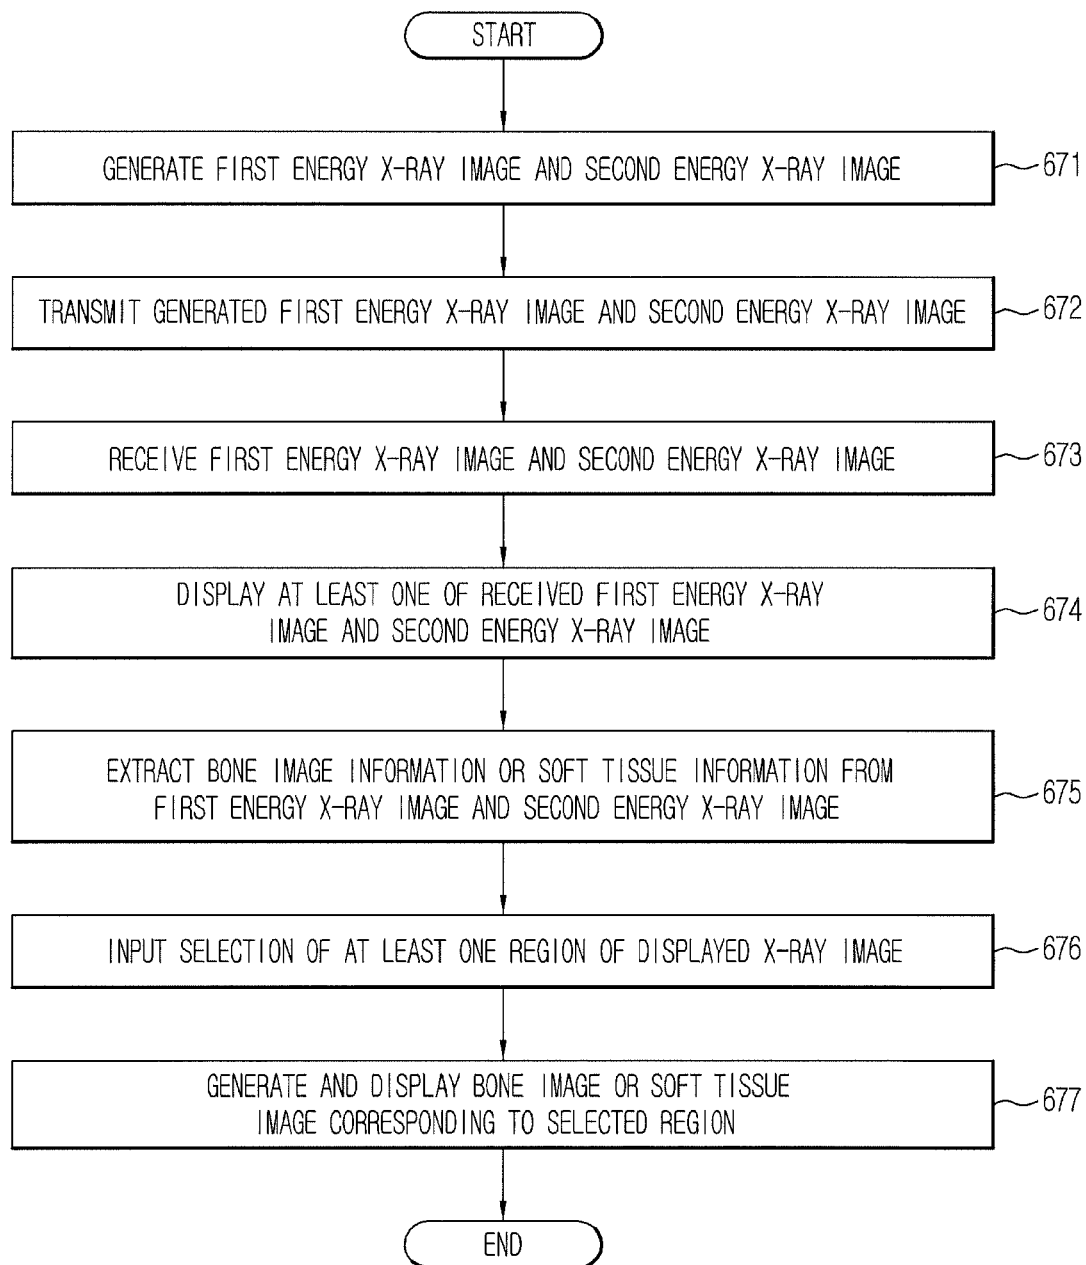 START
GENERATE FIRST ENERGY X-RAY IMAGE AND SECOND ENERGY X-RAY IMAGE
671
TRANSMIT GENERATED FIRST ENERGY X-RAY IMAGE AND SECOND ENERGY X-RAY IMAGE
672
RECEIVE FIRST ENERGY X-RAY IMAGE AND SECOND ENERGY X-RAY IMAGE
673
DISPLAY AT LEAST ONE OF RECEIVED FIRST ENERGY X-RAY
IMAGE AND SECOND ENERGY X-RAY IMAGE
674
EXTRACT BONE IMAGE INFORMATION OR SOFT TISSUE INFORMATION FROM
FIRST ENERGY X-RAY IMAGE AND SECOND ENERGY X-RAY IMAGE
675
INPUT SELECTION OF AT LEAST ONE REGION OF DISPLAYED X-RAY IMAGE
676
GENERATE AND DISPLAY BONE IMAGE OR SOFT TISSUE
IMAGE CORRESPONDING TO SELECTED REGION
677
END